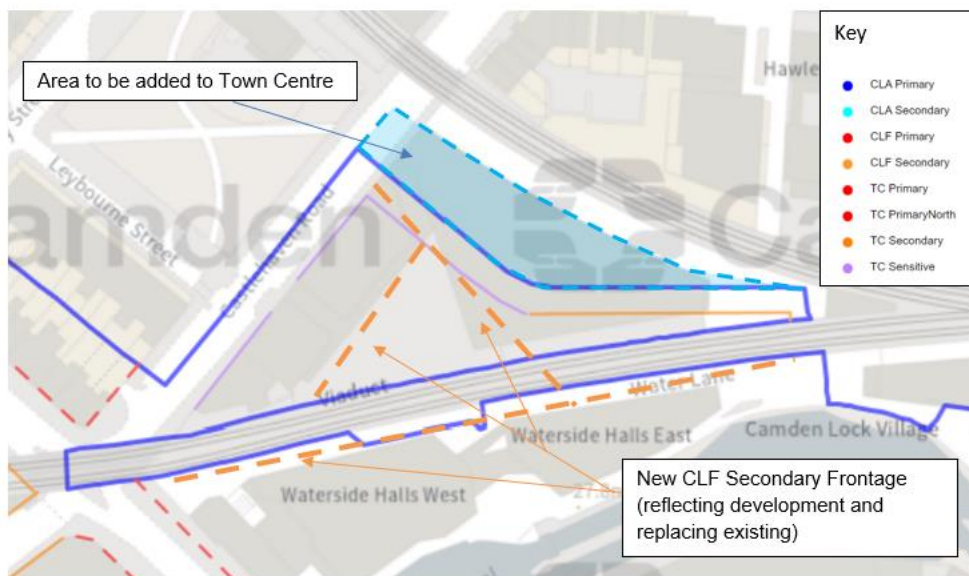 Key
CLA Primary
CLA Secondary
CLF Primary
CLF Secondary
TC Primary
TC PrimaryNorth
TC Secondary
TC Sensitive
Area to be added to Town Centre
Leybourne Street
Castlehaven Road
Viaduct
Water Lane
Waterside Halls East
Camden Lock Village
Waterside Halls West
New CLF Secondary Frontage
(reflecting development and
replacing existing)